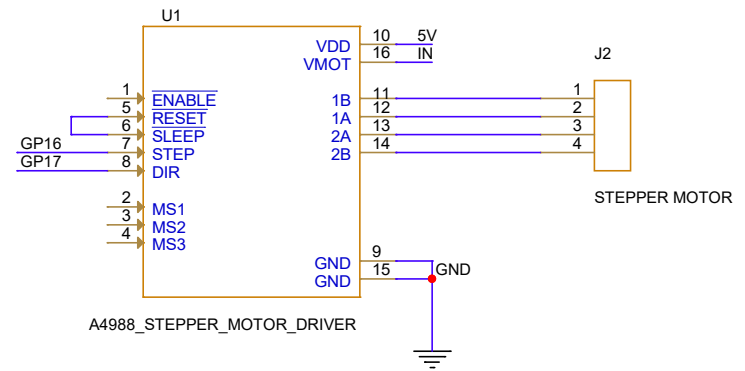 U1
VDD 10 5V
VMOT 16 IN
J2
1 ENABLE
5 RESET
6 SLEEP
GP16 7 STEP
GP17 8 DIR
1B 11 1
1A 12 2
2A 13 3
2B 14 4
STEPPER MOTOR
2 MS1
3 MS2
4 MS3
GND 9
GND 15 GND
A4988_STEPPER_MOTOR_DRIVER